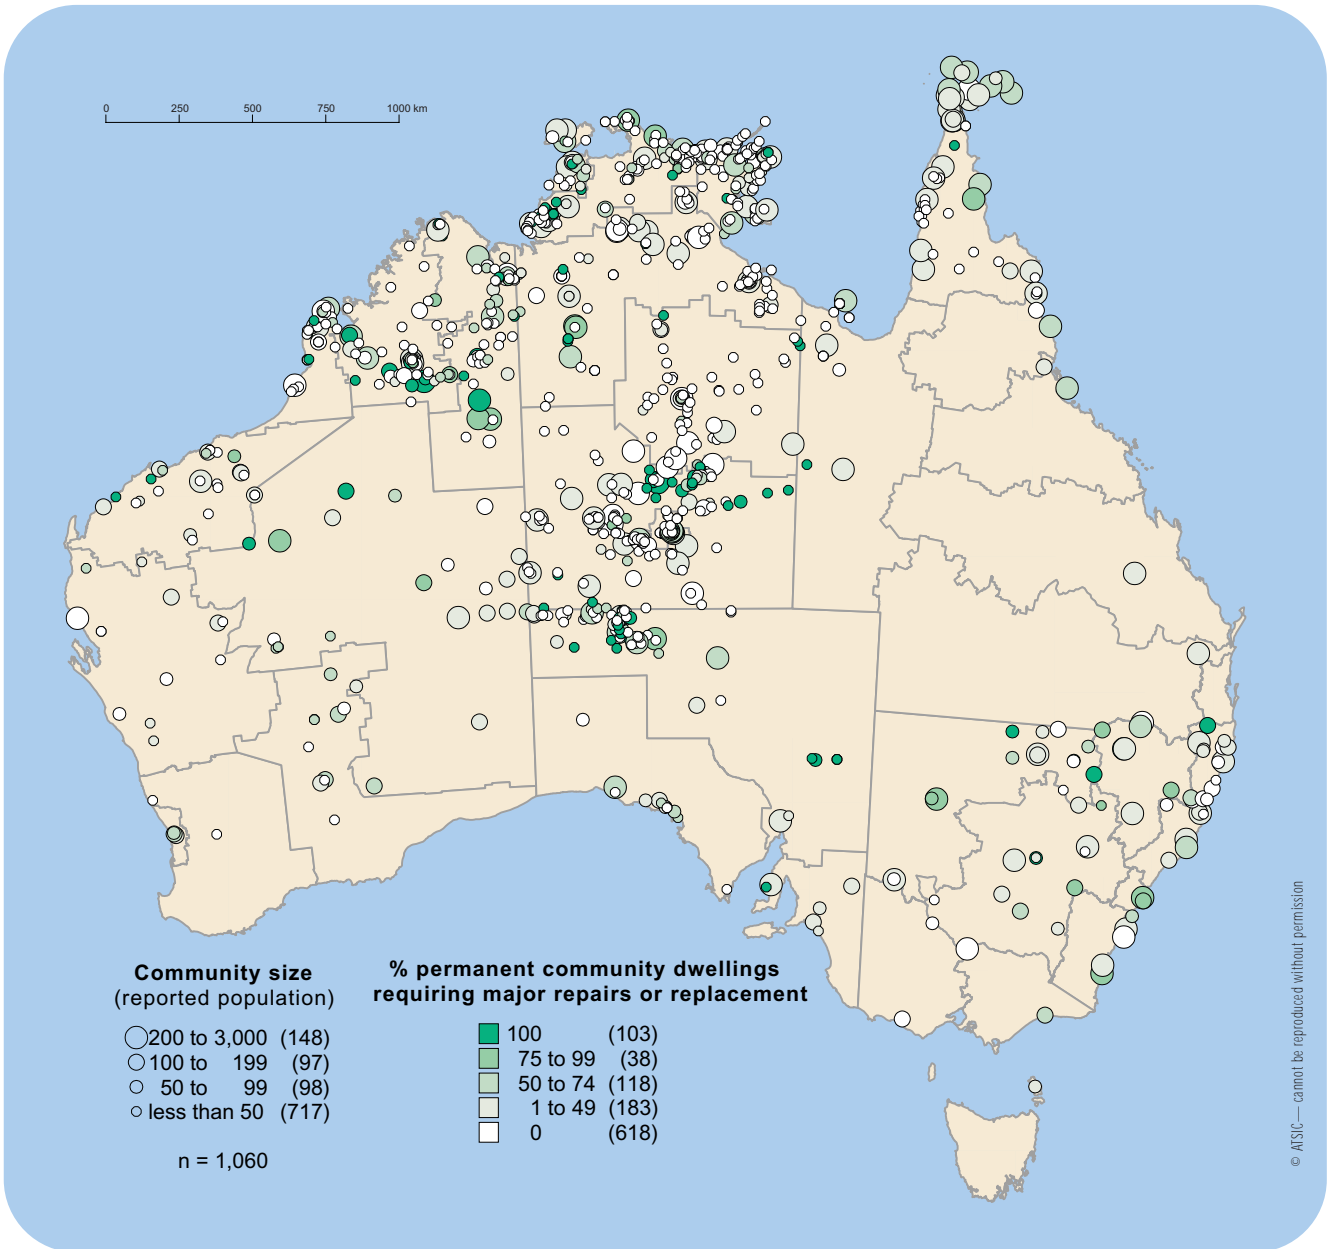 0 250 500 750 1000 km
Community size
(reported population)
200 to 3,000 (148)
100 to 199 (97)
50 to 99 (98)
less than 50 (717)
n = 1,060
% permanent community dwellings
requiring major repairs or replacement
100 (103)
75 to 99 (38)
50 to 74 (118)
1 to 49 (183)
0 (618)
© ATSIC— cannot be reproduced without permission